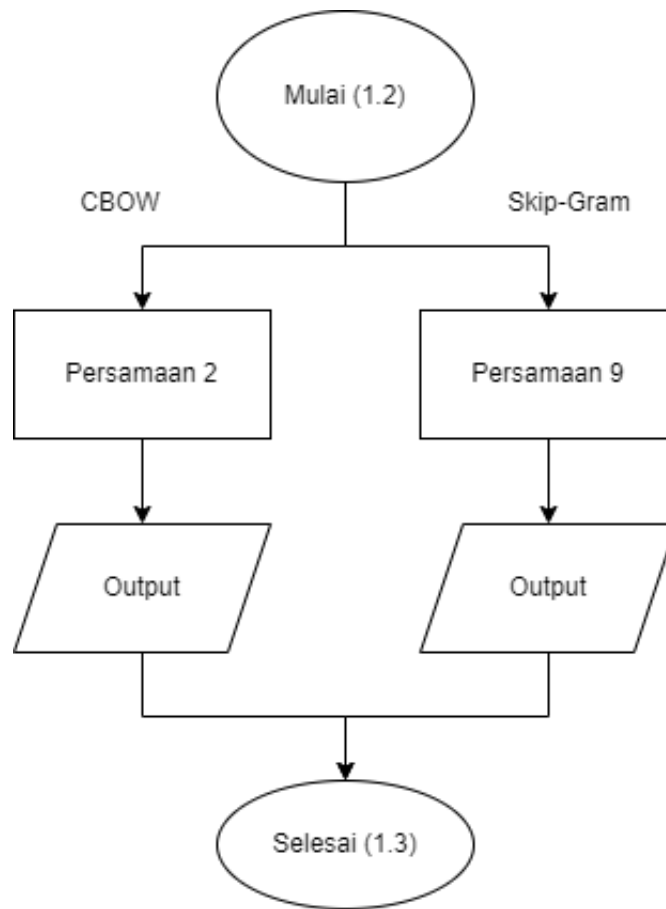 Mulai (1.2)
CBOW
Skip-Gram
Persamaan 2
Persamaan 9
Output
Output
Selesai (1.3)